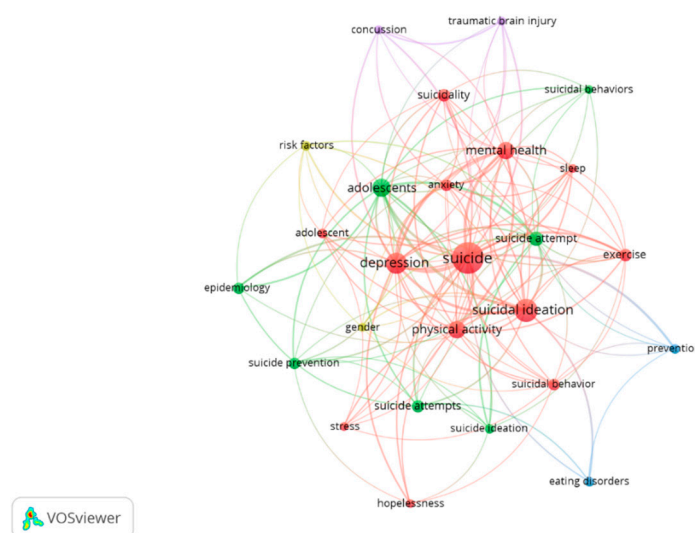 traumatic brain injury
concussion
suicidal behaviors
suicidality
risk factors
mental health
sleep
adolescents
anxiety
adolescent
suicide attempt
exercise
suicide
depression
epidemiology
suicidal ideation
gender
physical activity
preventio
suicide prevention
suicidal behavior
suicide attempts
stress
suicide ideation
eating disorders
hopelessness
VOSviewer